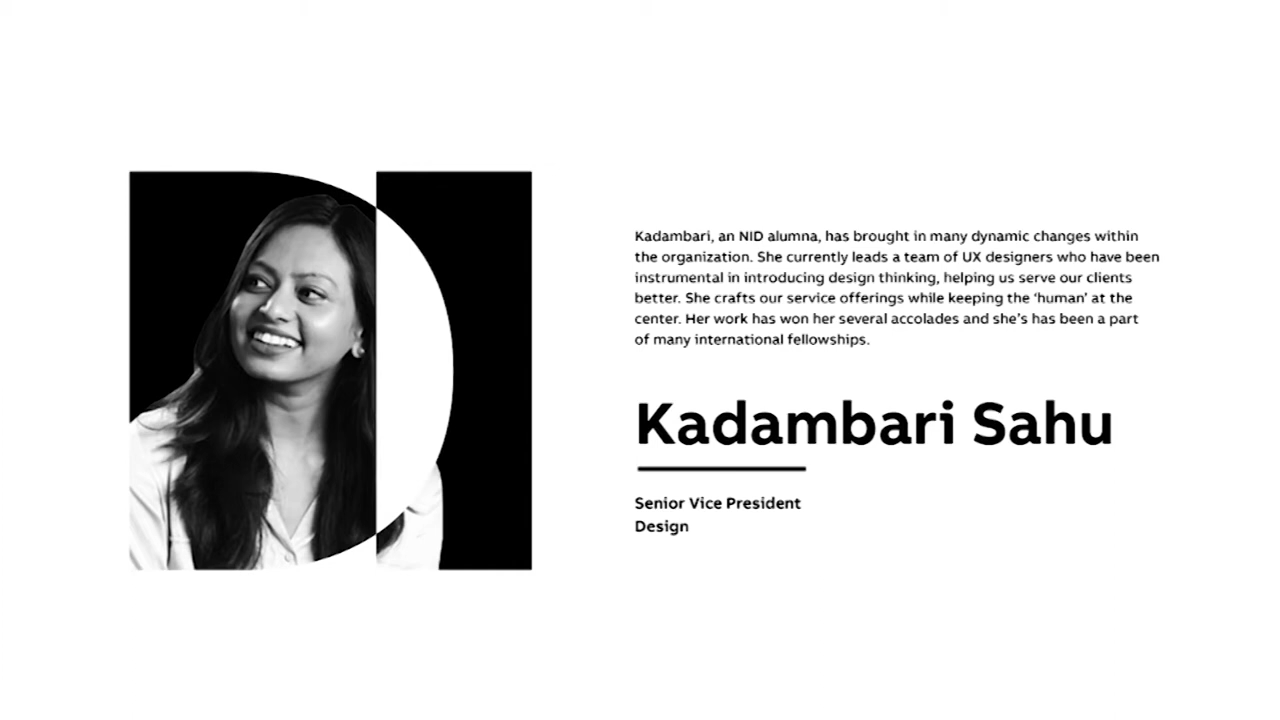 Kadambari, an NID alumna, has brought in many dynamic changes within
the organization. She currently leads a team of UX designers who have been
instrumental in introducing design thinking, helping us serve our clients
better. She crafts our service offerings while keeping the ‘human’ at the
center. Her work has won her several accolades and she’s has been a part
of many international fellowships.
Kadambari Sahu
Senior Vice President
Design